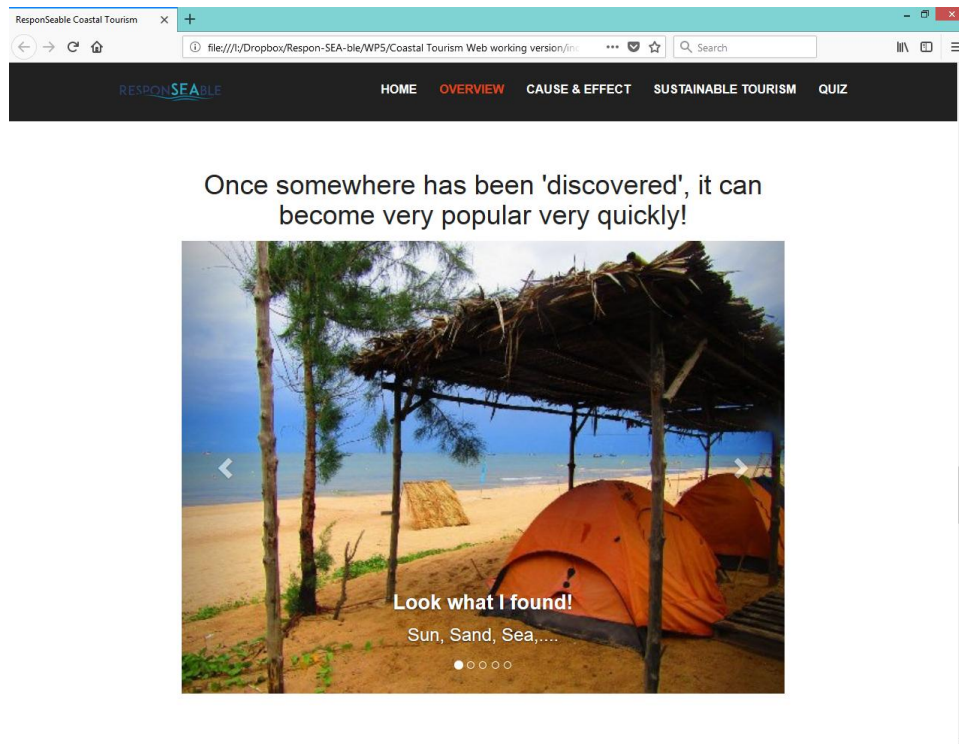 ResponSeable Coastal Tourism
file:///I:/Dropbox/Respon-SEA-ble/WP5/Coastal Tourism Web working version/in
Search
RESPONSEABLE
HOME OVERVIEW CAUSE & EFFECT SUSTAINABLE TOURISM QUIZ
Once somewhere has been 'discovered', it can
become very popular very quickly!
Look what I found!
Sun, Sand, Sea,....